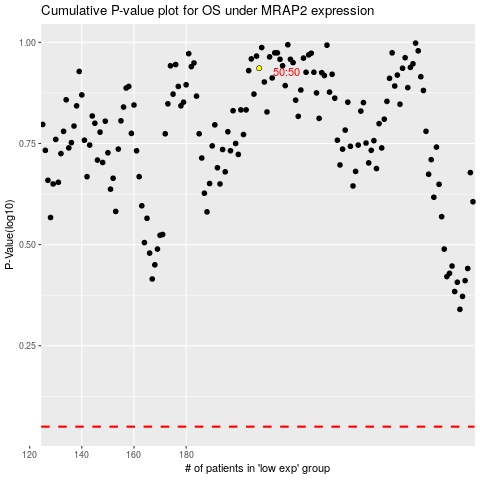 Cumulative P-value plot for OS under MRAP2 expression
1.00
50:50
0.75
P-Value(log10)
0.50
0.25
120 140 160 180
# of patients in 'low exp' group